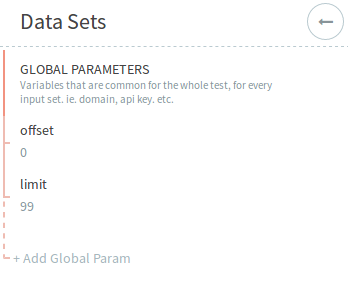 Data Sets
GLOBAL PARAMETERS
Variables that are common for the whole test, for every
input set. ie. domain, api key. etc.
offset
0
limit
99
+ Add Global Param